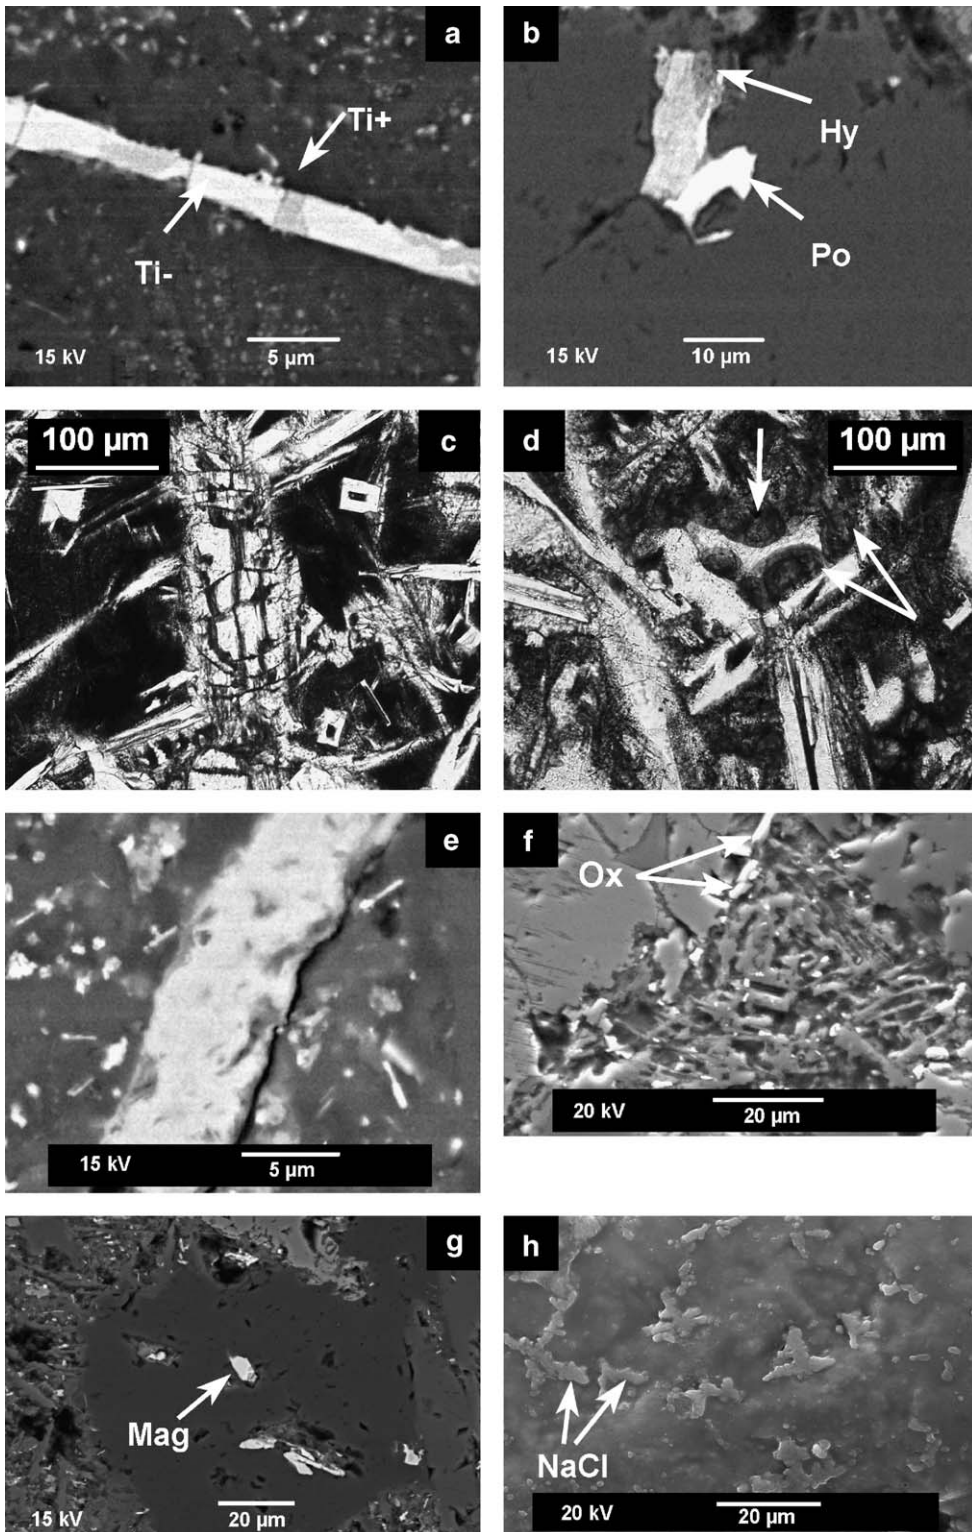 a
Ti+
Ti-
15 kV
5 µm
b
Hy
Po
15 kV
10 µm
100 µm
c
d
100 µm
e
15 kV
5 µm
f
Ox
20 kV
20 µm
g
Mag
15 kV
20 µm
h
NaCl
20 kV
20 µm